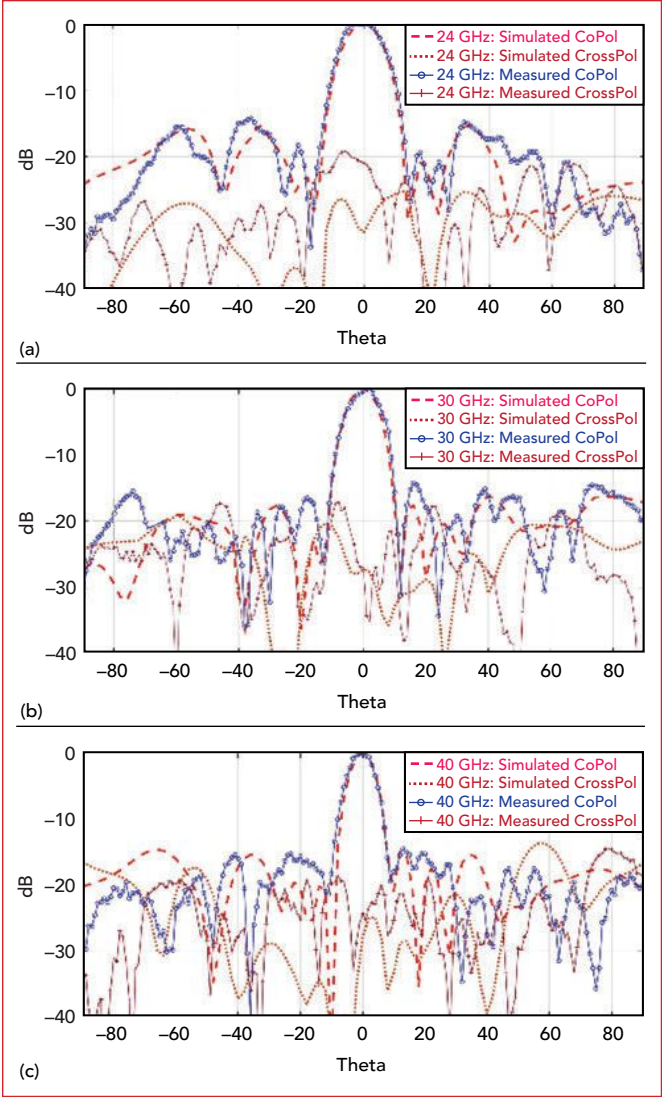 0
−10
−20
−30
−40
dB
24 GHz: Simulated CoPol
24 GHz: Simulated CrossPol
24 GHz: Measured CoPol
24 GHz: Measured CrossPol
−80 −60 −40 −20 0 20 40 60 80
Theta
(a)
0
−10
−20
−30
−40
dB
30 GHz: Simulated CoPol
30 GHz: Simulated CrossPol
30 GHz: Measured CoPol
30 GHz: Measured CrossPol
−80 −60 −40 −20 0 20 40 60 80
Theta
(b)
0
−10
−20
−30
−40
dB
40 GHz: Simulated CoPol
40 GHz: Simulated CrossPol
40 GHz: Measured CoPol
40 GHz: Measured CrossPol
−80 −60 −40 −20 0 20 40 60 80
Theta
(c)